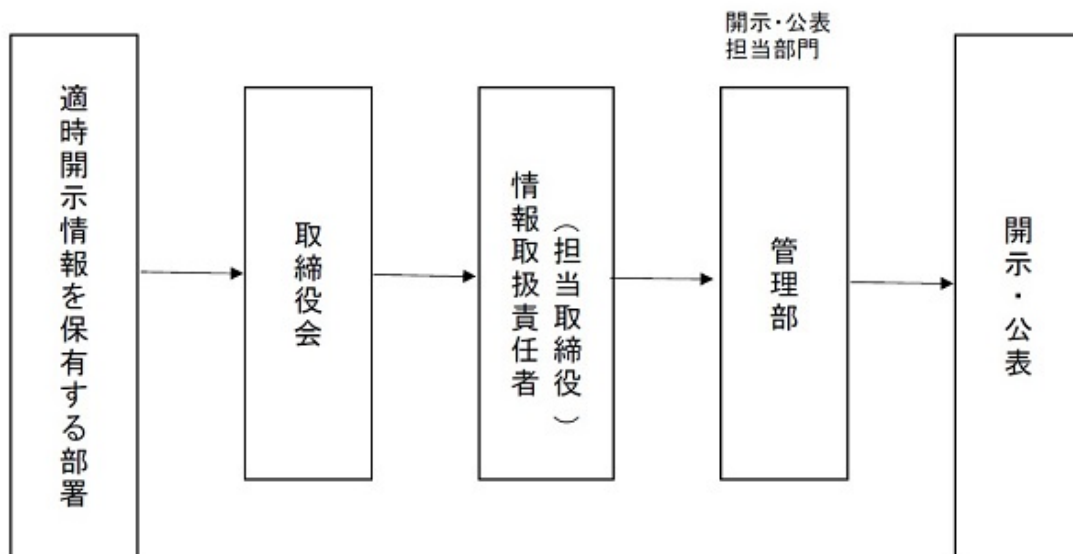 適時開示情報を保有する部署
取締役会
情報取扱責任者
（担当取締役）
開示・公表
担当部門
管理部
開示・公表